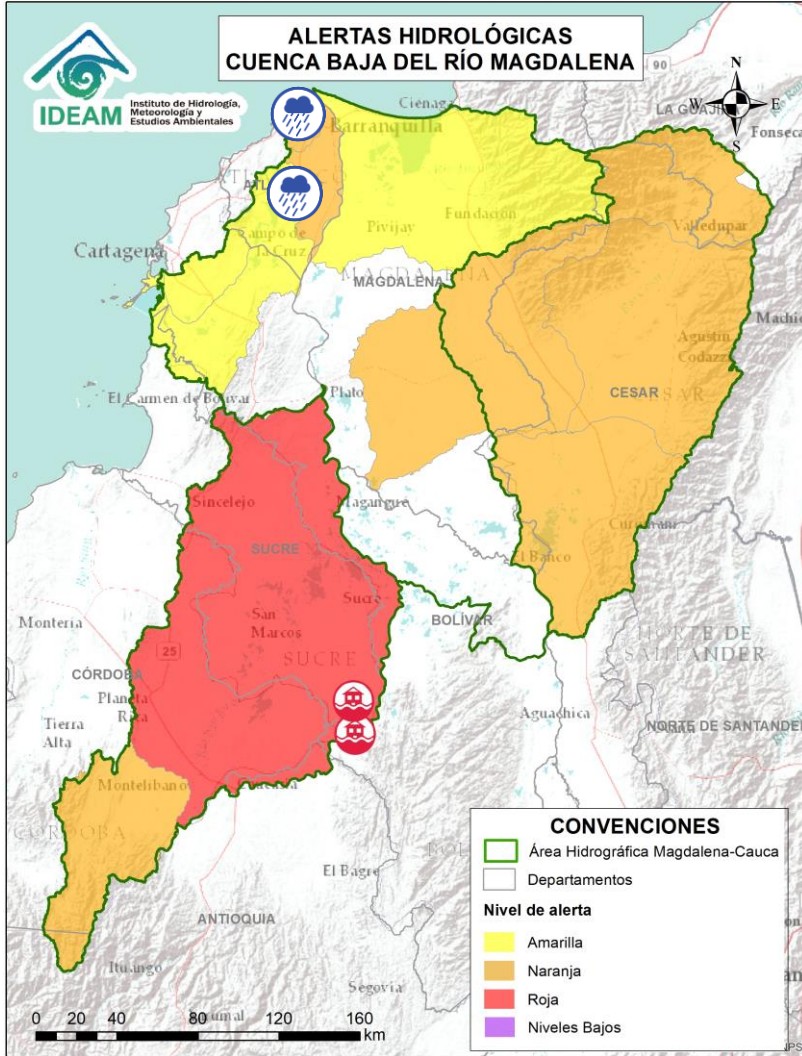 ALERTAS HIDROLÓGICAS
CUENCA BAJA DEL RÍO MAGDALENA
IDEAM
Instituto de Hidrología,
Meteorología y
Estudios Ambientales
90
N
W
E
S
Ciénaga
LA GUAJI
Fonseca
Barranquilla
ATL
Campo de
la Cruz
Pivijay
Fundación
Valledupar
Cartagena
MAGDALENA
MAGDALENA
Agustín
Codazzi
CESAR
El Carmen de Bolívar
Plato
Sincelejo
Magangué
SUCRE
El Banco
Sucre
San
Marcos
BOLÍVAR
Montería
SUCRE
25
NORTE DE
SANTANDER
CÓRDOBA
Planeta
Rica
Tierra
Alta
Aguachica
NORTE DE SANTANDER
Montelíbano
El Bagre
ANTIOQUIA
Ituango
Segovia
0 20 40 80 120 160
km
CONVENCIONES
Área Hidrográfica Magdalena-Cauca
Departamentos
Nivel de alerta
Amarilla
Naranja
Roja
Niveles Bajos